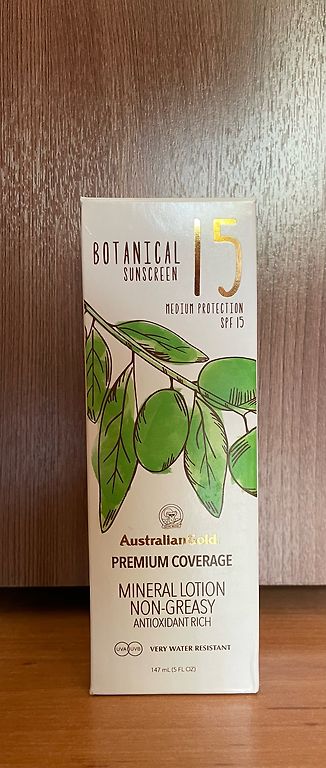 BOTANICAL
SUNSCREEN
15
MEDIUM PROTECTION
SPF 15
AustralianGold
PREMIUM COVERAGE
MINERAL LOTION
NON-GREASY
ANTIOXIDANT RICH
UVA UVB VERY WATER RESISTANT
147 mL (5 FL OZ)